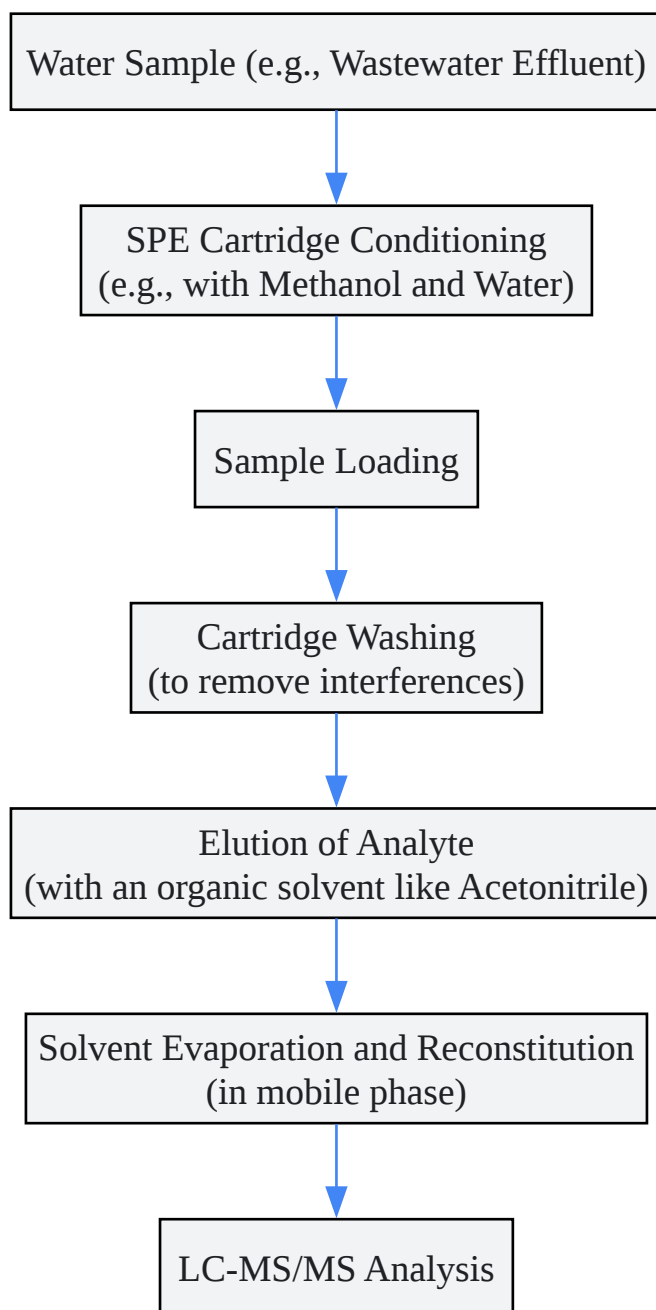 Water Sample (e.g., Wastewater Effluent)
SPE Cartridge Conditioning
(e.g., with Methanol and Water)
Sample Loading
Cartridge Washing
(to remove interferences)
Elution of Analyte
(with an organic solvent like Acetonitrile)
Solvent Evaporation and Reconstitution
(in mobile phase)
LC-MS/MS Analysis